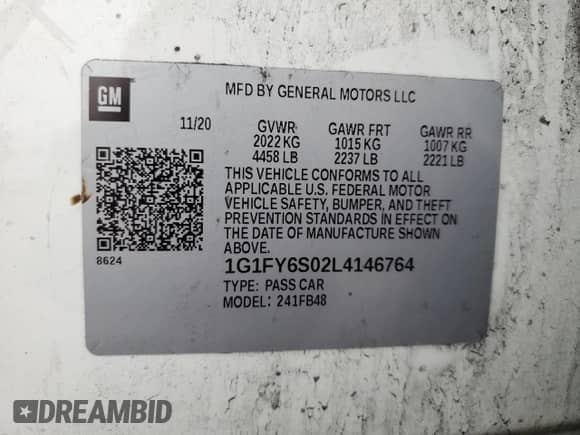 GM
MFD BY GENERAL MOTORS LLC
11/20 GVWR GAWR FRT GAWR RR
2022 KG 1015 KG 1007 KG
4458 LB 2237 LB 2221 LB
THIS VEHICLE CONFORMS TO ALL
APPLICABLE U.S. FEDERAL MOTOR
VEHICLE SAFETY, BUMPER, AND THEFT
PREVENTION STANDARDS IN EFFECT ON
THE DATE OF MANUFACTURE SHOWN
ABOVE.
8624
1G1FY6S02L4146764
TYPE: PASS CAR
MODEL: 241FB48
DREAMBID